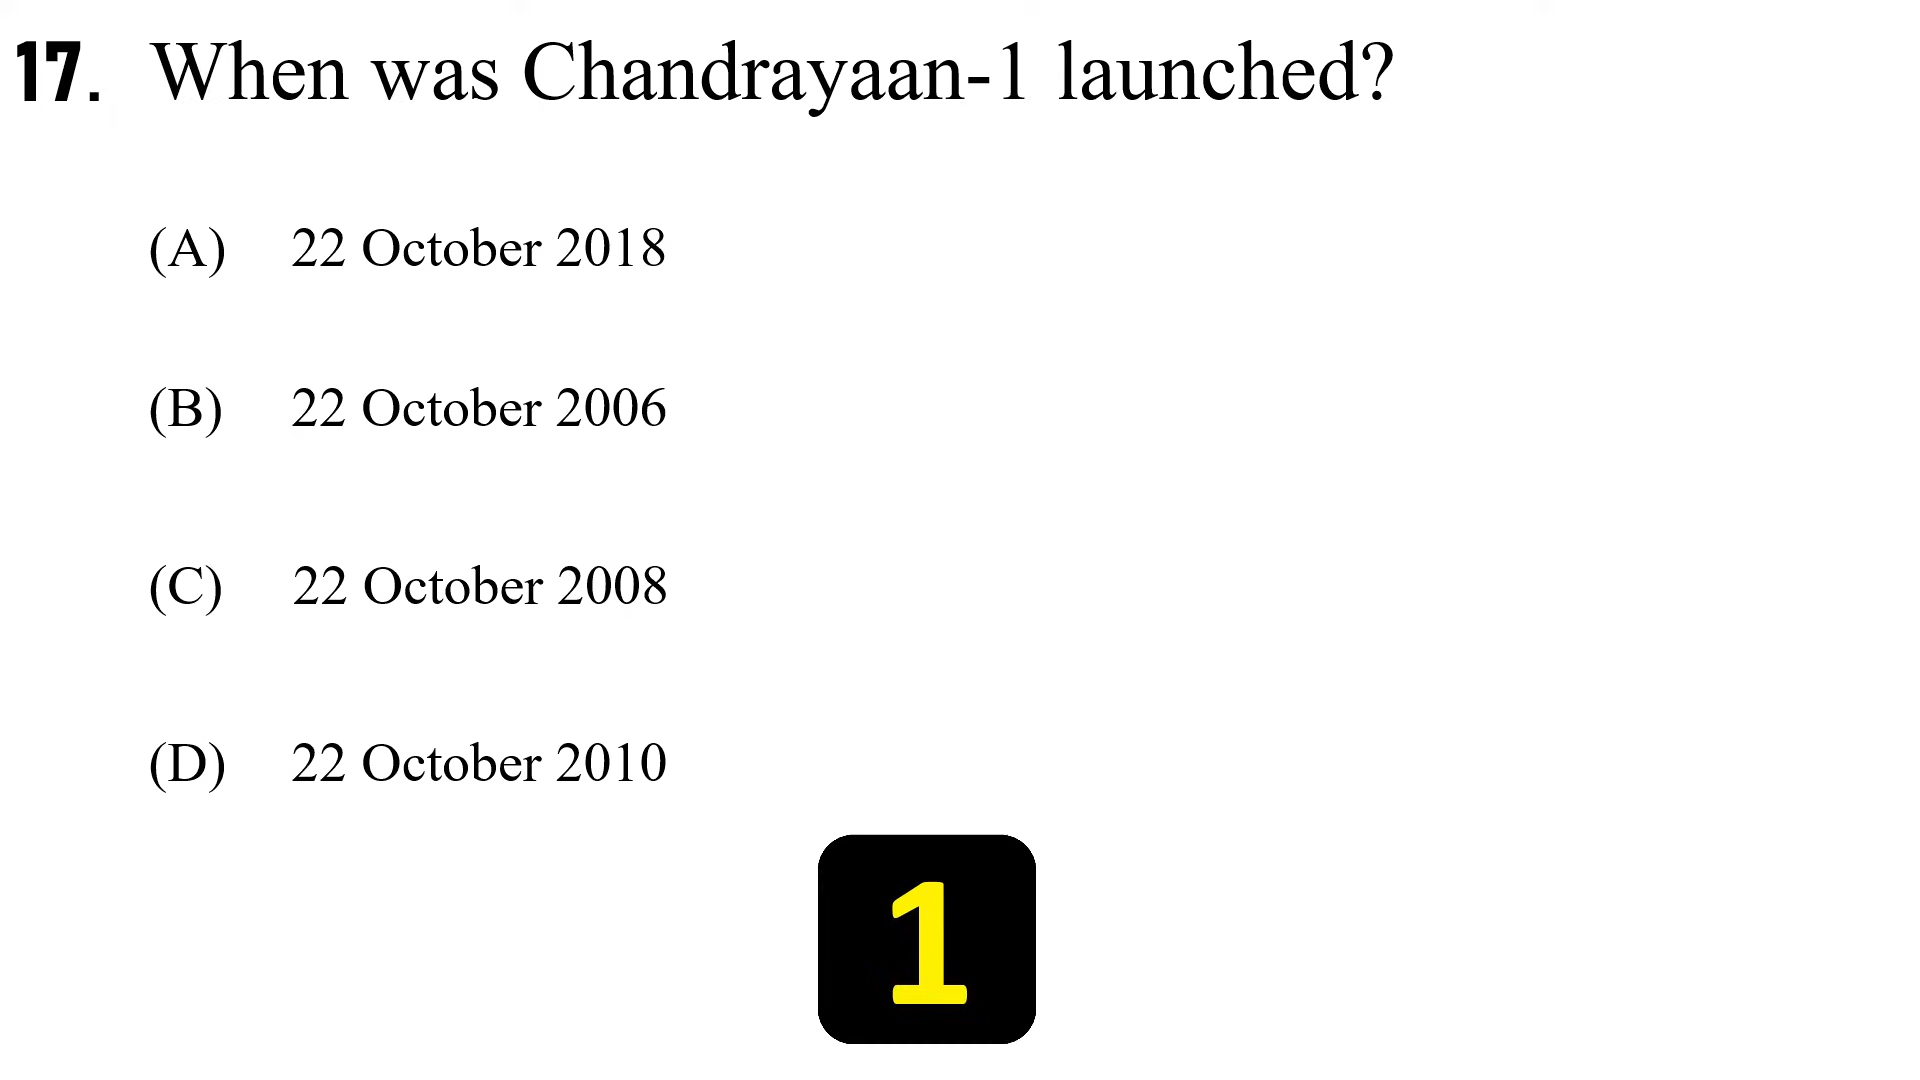 17. When was Chandrayaan-1 launched?
(A) 22 October 2018
(B) 22 October 2006
(C) 22 October 2008
(D) 22 October 2010
1